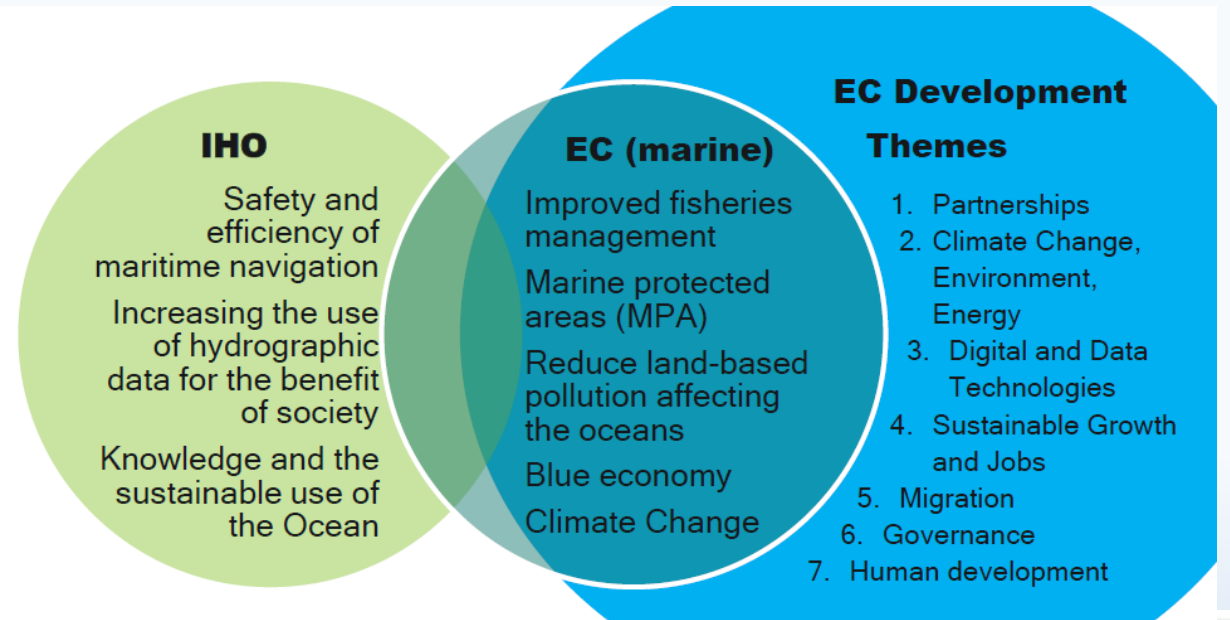 IHO
Safety and
efficiency of
maritime navigation
Increasing the use
of hydrographic
data for the benefit
of society
Knowledge and the
sustainable use of
the Ocean
EC (marine)
Improved fisheries
management
Marine protected
areas (MPA)
Reduce land-based
pollution affecting
the oceans
Blue economy
Climate Change
EC Development
Themes
1. Partnerships
2. Climate Change,
Environment,
Energy
3. Digital and Data
Technologies
4. Sustainable Growth
and Jobs
5. Migration
6. Governance
7. Human development